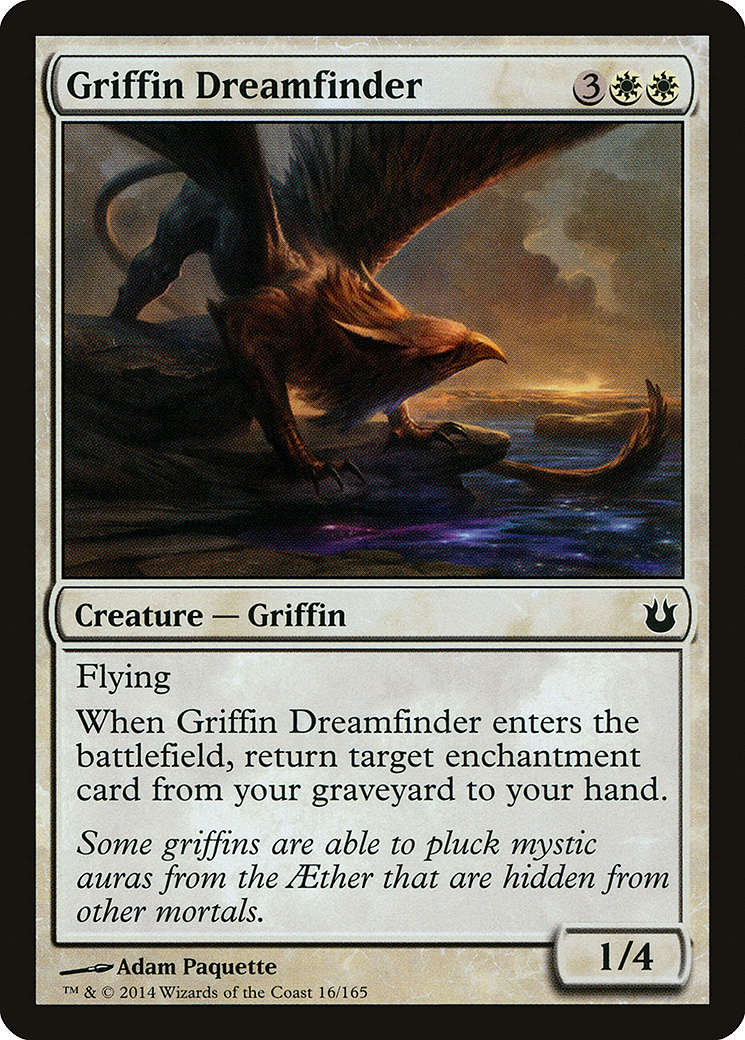 Griffin Dreamfinder 3
Creature — Griffin
Flying
When Griffin Dreamfinder enters the
battlefield, return target enchantment
card from your graveyard to your hand.
Some griffins are able to pluck mystic
auras from the Æther that are hidden from
other mortals.
1/4
Adam Paquette
™ & © 2014 Wizards of the Coast 16/165